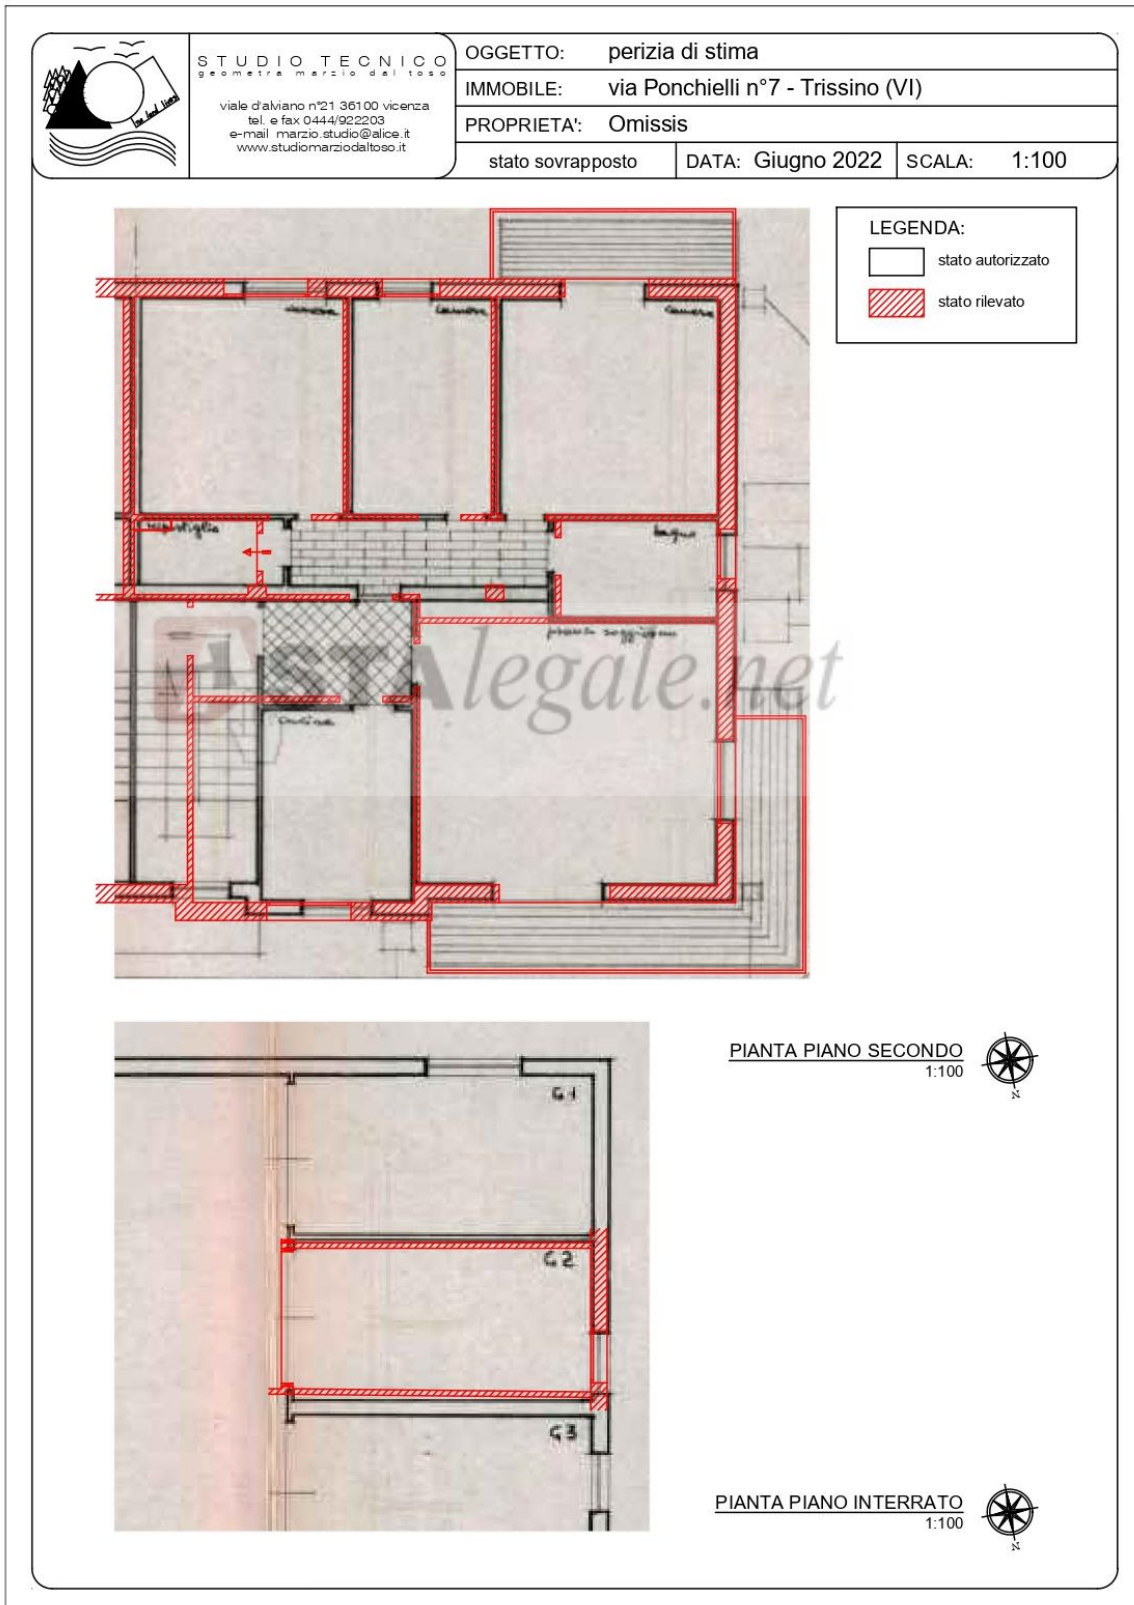 STUDIO TECNICO
geometra marzio dal toso
viale d'alviano n°21 36100 vicenza
tel. e fax 0444/922203
e-mail marzio.studio@alice.it
www.studiomarziodaltoso.it
OGGETTO: perizia di stima
IMMOBILE: via Ponchielli n°7 - Trissino (VI)
PROPRIETA': Omissis
stato sovrapposto DATA: Giugno 2022 SCALA: 1:100
LEGENDA:
stato autorizzato
stato rilevato
camera camera camera
ripostiglio bagno
pranzo soggiorno
ASTAlegale.net
cucina
PIANTA PIANO SECONDO
1:100
N
G1
G2
G3
PIANTA PIANO INTERRATO
1:100
N